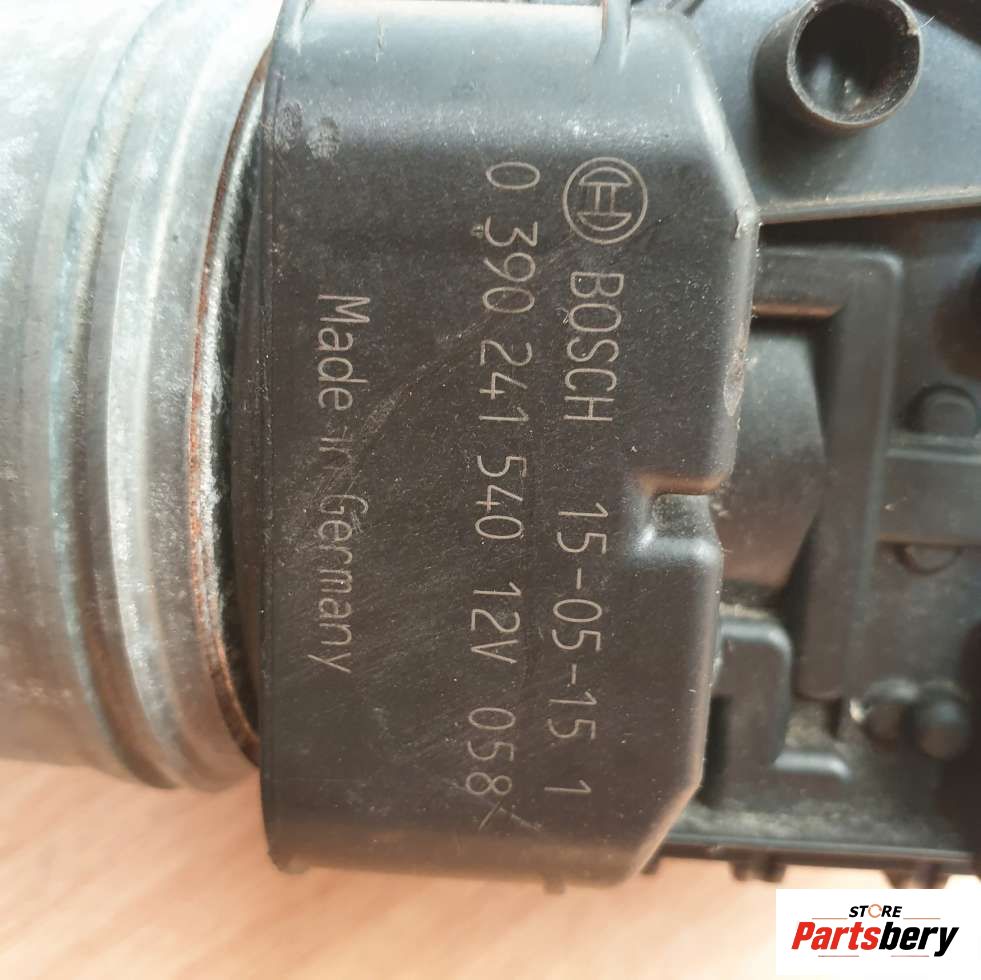 BOSCH 15-05-15 1
0 390 241 540 12V 058
Made in Germany
STORE
Partsbery